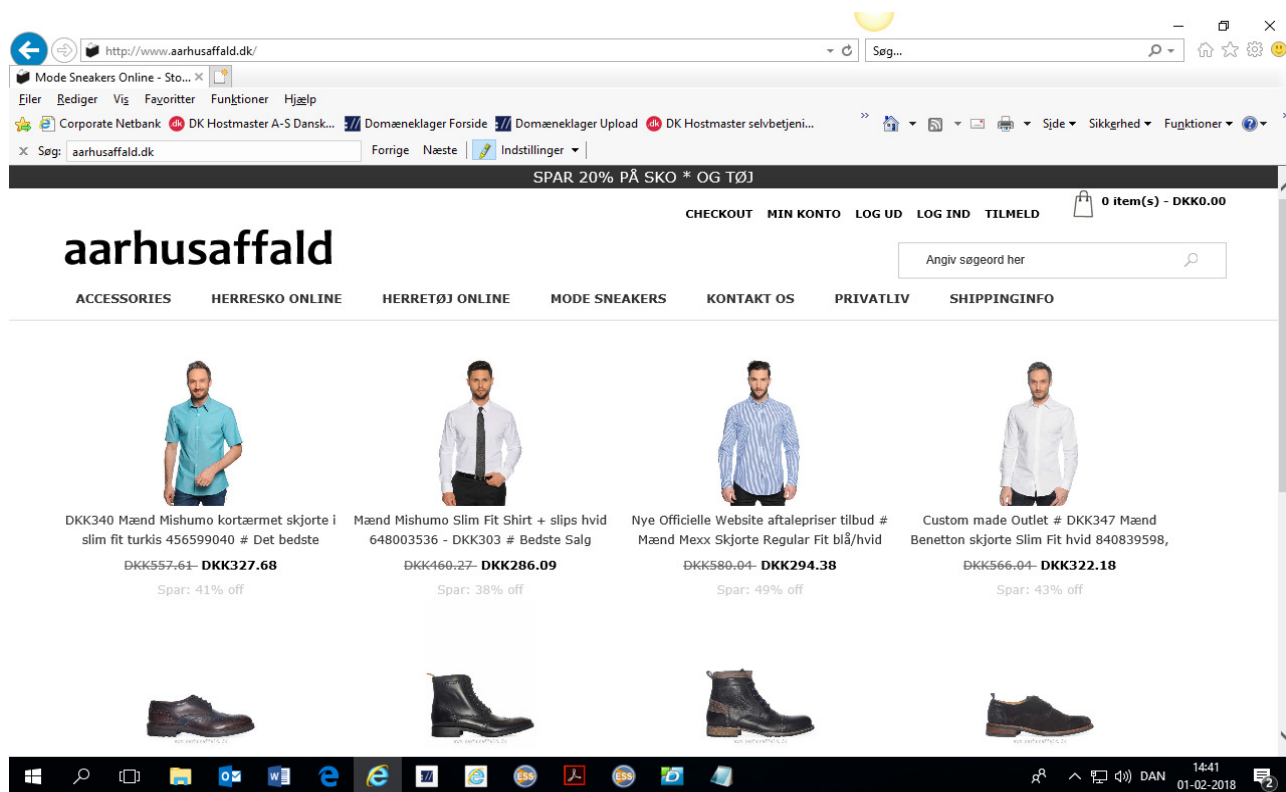 http://www.aarhusaffald.dk/
Søg...
Mode Sneakers Online - Sto...
Filer Rediger Vis Favoritter Funktioner Hjælp
Corporate Netbank dk DK Hostmaster A-S Dansk... Domæneklager Forside Domæneklager Upload dk DK Hostmaster selvbetjeni... » Side Sikkerhed Funktioner
x Søg: aarhusaffald.dk Forrige Næste Indstillinger
SPAR 20% PÅ SKO * OG TØJ
CHECKOUT MIN KONTO LOG UD LOG IND TILMELD 0 item(s) - DKK0.00
aarhusaffald
Angiv søgeord her
ACCESSORIES HERRESKO ONLINE HERRETØJ ONLINE MODE SNEAKERS KONTAKT OS PRIVATLIV SHIPPINGINFO
DKK340 Mænd Mishumo kortærmet skjorte i
slim fit turkis 456599040 # Det bedste
DKK557.61 DKK327.68
Spar: 41% off
Mænd Mishumo Slim Fit Shirt + slips hvid
648003536 - DKK303 # Bedste Salg
DKK460.27 DKK286.09
Spar: 38% off
Nye Officielle Website aftalepriser tilbud #
Mænd Mexx Skjorte Regular Fit blå/hvid
DKK580.04 DKK294.38
Spar: 49% off
Custom made Outlet # DKK347 Mænd
Benetton skjorte Slim Fit hvid 840839598,
DKK566.04 DKK322.18
Spar: 43% off
ESS ESS DAN 14:41
01-02-2018 2